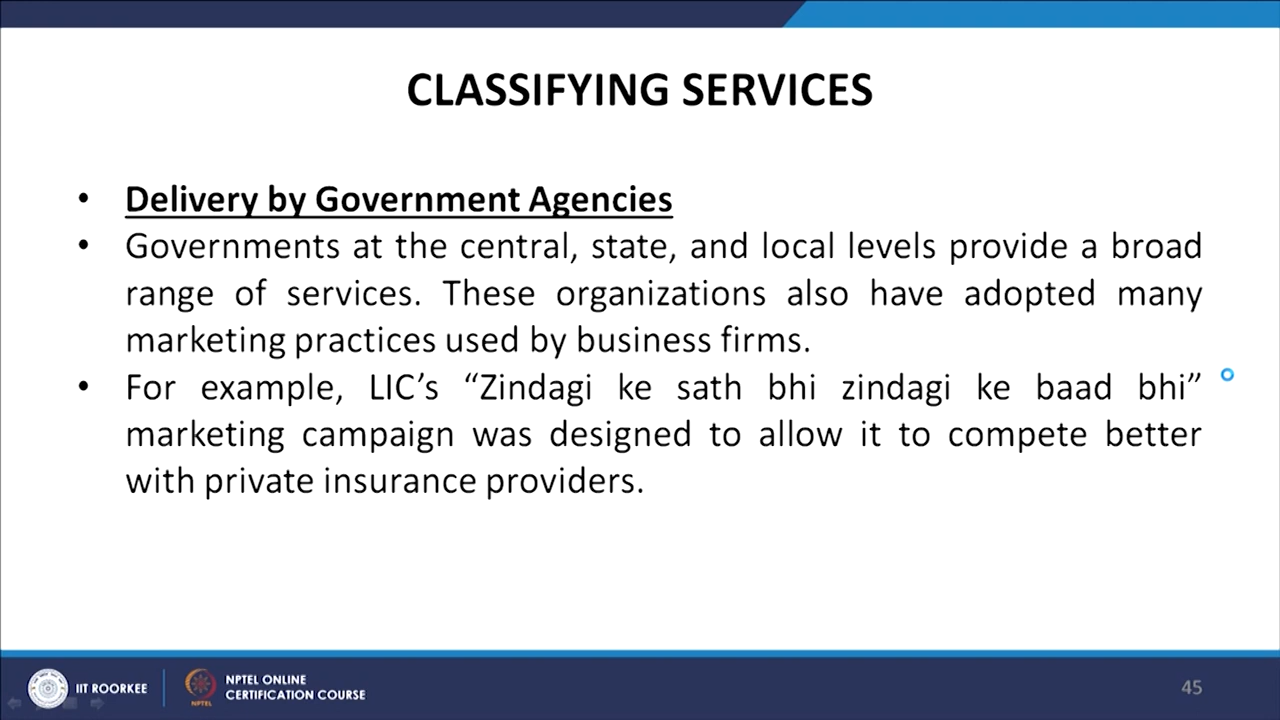 CLASSIFYING SERVICES
• Delivery by Government Agencies
• Governments at the central, state, and local levels provide a broad
range of services. These organizations also have adopted many
marketing practices used by business firms.
• For example, LIC’s “Zindagi ke sath bhi zindagi ke baad bhi”
marketing campaign was designed to allow it to compete better
with private insurance providers.
IIT ROORKEE
NPTEL
NPTEL ONLINE
CERTIFICATION COURSE
45